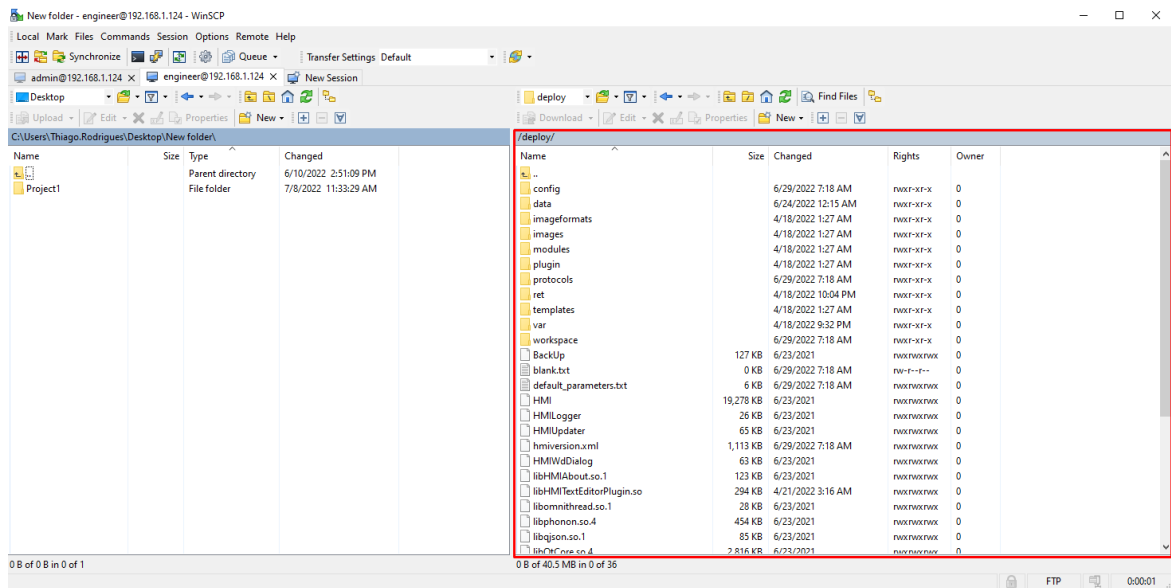 New folder - engineer@192.168.1.124 - WinSCP
Local Mark Files Commands Session Options Remote Help
Synchronize Queue Transfer Settings Default
admin@192.168.1.124 × engineer@192.168.1.124 × New Session
Desktop deploy Find Files
Upload Edit Properties New Download Edit Properties New
C:\Users\Thiago.Rodrigues\Desktop\New folder\ /deploy/
Name Size Type Changed Name Size Changed Rights Owner
.. Parent directory 6/10/2022 2:51:09 PM ..
Project1 File folder 7/8/2022 11:33:29 AM config 6/29/2022 7:18 AM rwxr-xr-x 0
data 6/24/2022 12:15 AM rwxr-xr-x 0
imageformats 4/18/2022 1:27 AM rwxr-xr-x 0
images 4/18/2022 1:27 AM rwxr-xr-x 0
modules 4/18/2022 1:27 AM rwxr-xr-x 0
plugin 4/18/2022 1:27 AM rwxr-xr-x 0
protocols 6/29/2022 7:18 AM rwxr-xr-x 0
ret 4/18/2022 10:04 PM rwxr-xr-x 0
templates 4/18/2022 1:27 AM rwxr-xr-x 0
var 4/18/2022 9:32 PM rwxr-xr-x 0
workspace 6/29/2022 7:18 AM rwxr-xr-x 0
BackUp 127 KB 6/23/2021 rwxrwxrwx 0
blank.txt 0 KB 6/29/2022 7:18 AM rw-r--r-- 0
default_parameters.txt 6 KB 6/29/2022 7:18 AM rwxrwxrwx 0
HMI 19,278 KB 6/23/2021 rwxrwxrwx 0
HMILogger 26 KB 6/23/2021 rwxrwxrwx 0
HMIUpdater 65 KB 6/23/2021 rwxrwxrwx 0
hmiversion.xml 1,113 KB 6/29/2022 7:18 AM rwxrwxrwx 0
HMIWdDialog 63 KB 6/23/2021 rwxrwxrwx 0
libHMIAbout.so.1 123 KB 6/23/2021 rwxrwxrwx 0
libHMITextEditorPlugin.so 294 KB 4/21/2022 3:16 AM rwxrwxrwx 0
libomnithread.so.1 28 KB 6/23/2021 rwxrwxrwx 0
libphonon.so.4 454 KB 6/23/2021 rwxrwxrwx 0
libqjson.so.1 85 KB 6/23/2021 rwxrwxrwx 0
libQtCore.so.4 2,816 KB 6/23/2021 rwxrwxrwx 0
0 B of 0 B in 0 of 1 0 B of 40.5 MB in 0 of 36
FTP 0:00:01